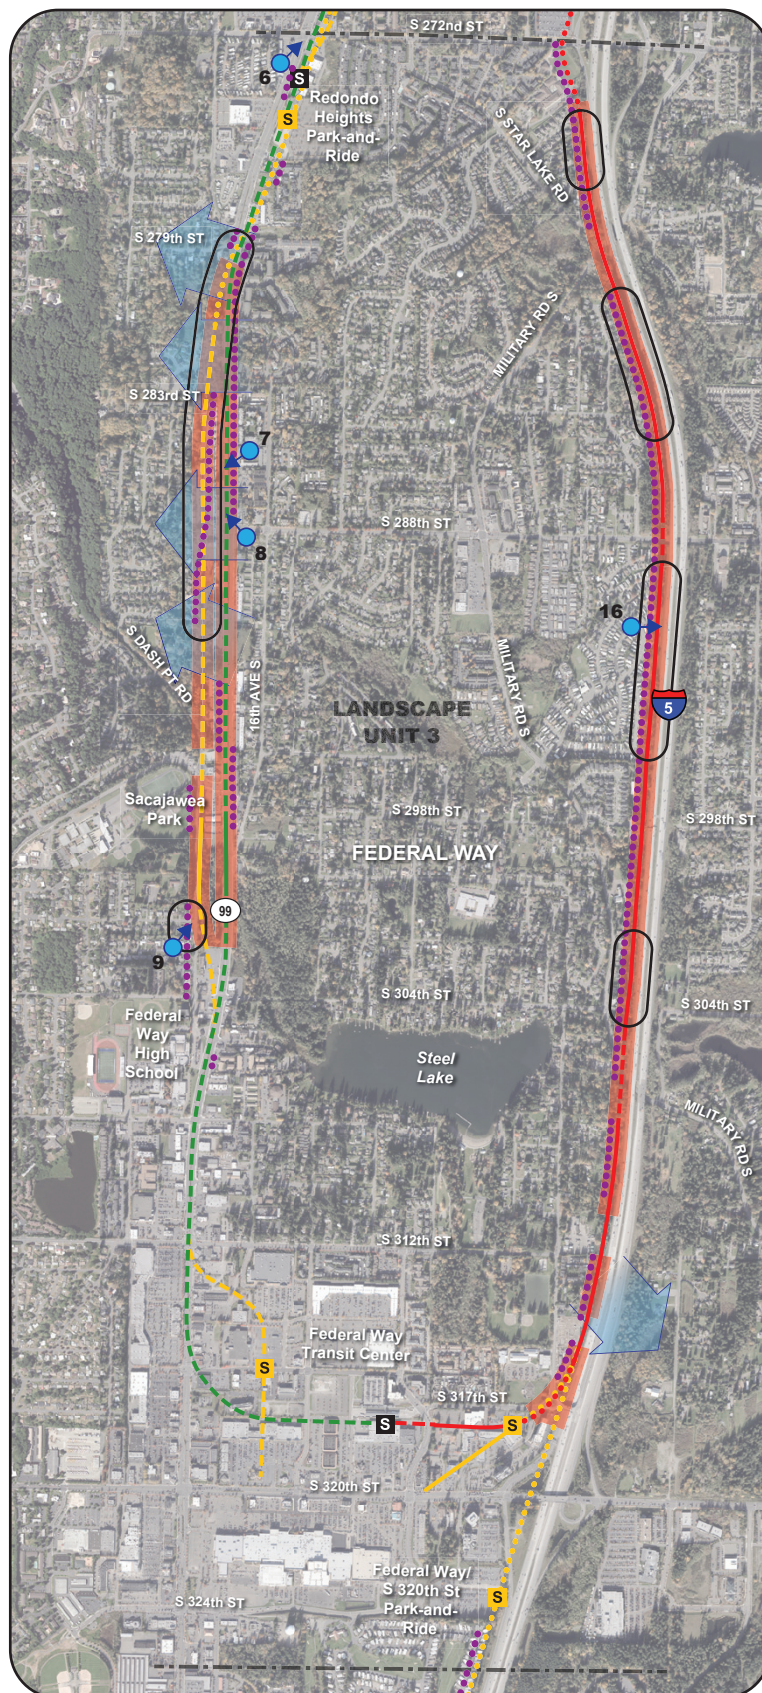 S 272nd ST
6
S
Redondo
Heights
Park-and-
Ride
S
S STAR LAKE RD
S 279th ST
MILITARY RD S
S 283rd ST
7
S 288th ST
8
16
S DASH PT RD
16th AVE S
MILITARY RD S
LANDSCAPE
UNIT 3
5
Sacajawea
Park
S 298th ST
S 298th ST
FEDERAL WAY
99
9
S 304th ST
S 304th ST
Federal
Way
High
School
Steel
Lake
MILITARY RD S
S 312th ST
Federal Way
Transit Center
S
S 317th ST
S
S
S 320th ST
Federal Way/
S 320th St
Park-and-
Ride
S
S 324th ST